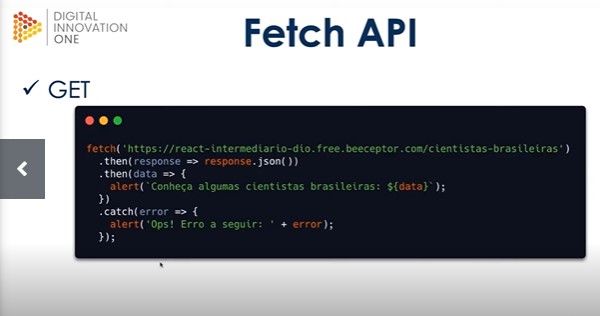 DIGITAL
INNOVATION
ONE
Fetch API
✓ GET
fetch('https://react-intermediario-dio.free.beeceptor.com/cientistas-brasileiras')
.then(response => response.json())
.then(data => {
alert(`Conheça algumas cientistas brasileiras: ${data}`);
})
.catch(error => {
alert('Ops! Erro a seguir: ' + error);
});